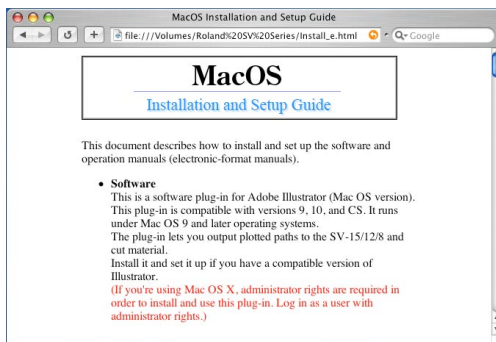 MacOS Installation and Setup Guide
file:///Volumes/Roland%20SV%20Series/Install_e.html
Google
MacOS
Installation and Setup Guide
This document describes how to install and set up the software and
operation manuals (electronic-format manuals).
• Software
This is a software plug-in for Adobe Illustrator (Mac OS version).
This plug-in is compatible with versions 9, 10, and CS. It runs
under Mac OS 9 and later operating systems.
The plug-in lets you output plotted paths to the SV-15/12/8 and
cut material.
Install it and set it up if you have a compatible version of
Illustrator.
(If you're using Mac OS X, administrator rights are required in
order to install and use this plug-in. Log in as a user with
administrator rights.)